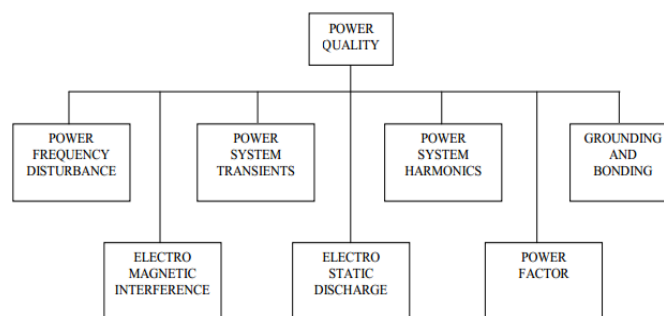 POWER
QUALITY
POWER
FREQUENCY
DISTURBANCE
POWER
SYSTEM
TRANSIENTS
POWER
SYSTEM
HARMONICS
GROUNDING
AND
BONDING
ELECTRO
MAGNETIC
INTERFERENCE
ELECTRO
STATIC
DISCHARGE
POWER
FACTOR